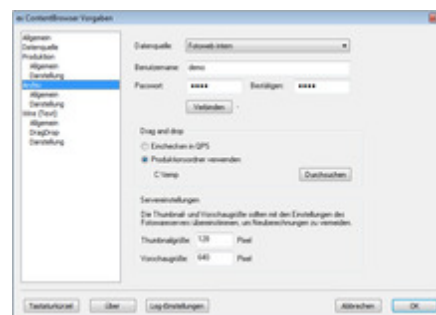 ContentBrowser Vorgaben
Allgemein
Datenquelle
Produktion
Allgemein
Darstellung
Archiv
Allgemein
Darstellung
Wire (Text)
Allgemein
DragDrop
Darstellung
Datenquelle: Fotoweb intern
Benutzername: demo
Passwort: **** Bestätigen: ****
Verbinden -
Drag and drop
Einchecken in QPS
Produktionsordner verwenden
C:\temp Durchsuchen
Servereinstellungen
Die Thumbnail- und Vorschaugröße sollten mit den Einstellungen des
Fotowareservers übereinstimmen, um Neuberechnungen zu vermeiden.
Thumbnailgröße: 128 Pixel
Vorschaugröße: 640 Pixel
Tastaturkürzel Über Log-Einstellungen Abbrechen OK